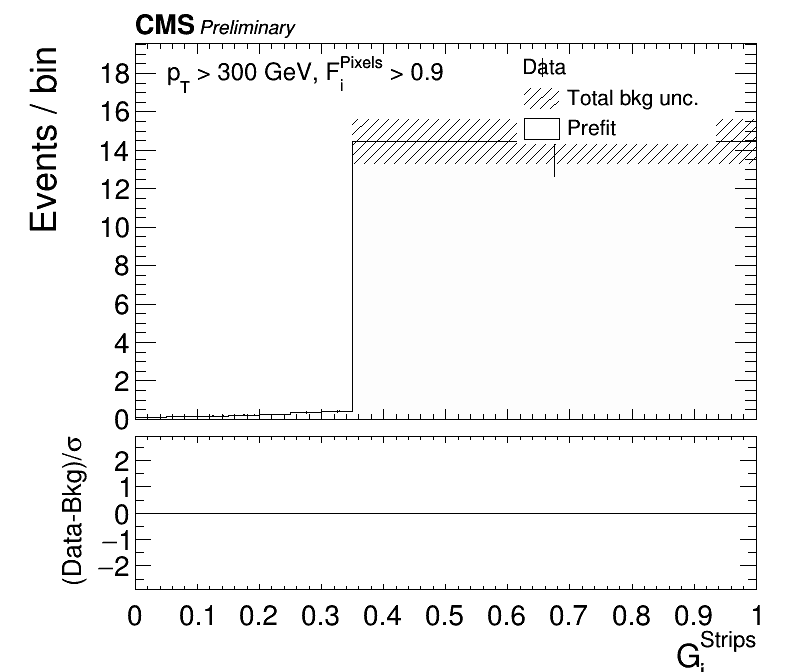 CMS Preliminary
p_T > 300 GeV, F_i^Pixels > 0.9
Data
Total bkg unc.
Prefit
Events / bin
18
16
14
12
10
8
6
4
2
0
(Data-Bkg)/σ
2
1
0
−1
−2
0 0.1 0.2 0.3 0.4 0.5 0.6 0.7 0.8 0.9 1
G_i^Strips